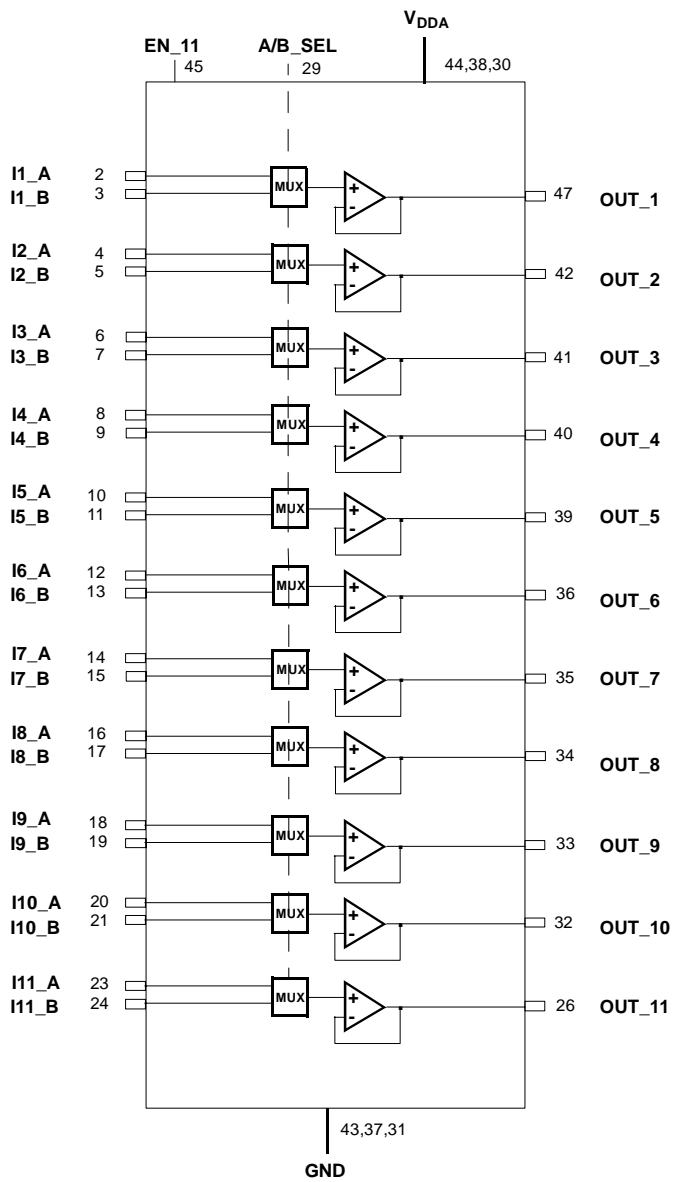 VDDA
EN_11 A/B_SEL
45 29 44,38,30
I1_A 2
I1_B 3
MUX + - 47 OUT_1
I2_A 4
I2_B 5
MUX + - 42 OUT_2
I3_A 6
I3_B 7
MUX + - 41 OUT_3
I4_A 8
I4_B 9
MUX + - 40 OUT_4
I5_A 10
I5_B 11
MUX + - 39 OUT_5
I6_A 12
I6_B 13
MUX + - 36 OUT_6
I7_A 14
I7_B 15
MUX + - 35 OUT_7
I8_A 16
I8_B 17
MUX + - 34 OUT_8
I9_A 18
I9_B 19
MUX + - 33 OUT_9
I10_A 20
I10_B 21
MUX + - 32 OUT_10
I11_A 23
I11_B 24
MUX + - 26 OUT_11
43,37,31
GND